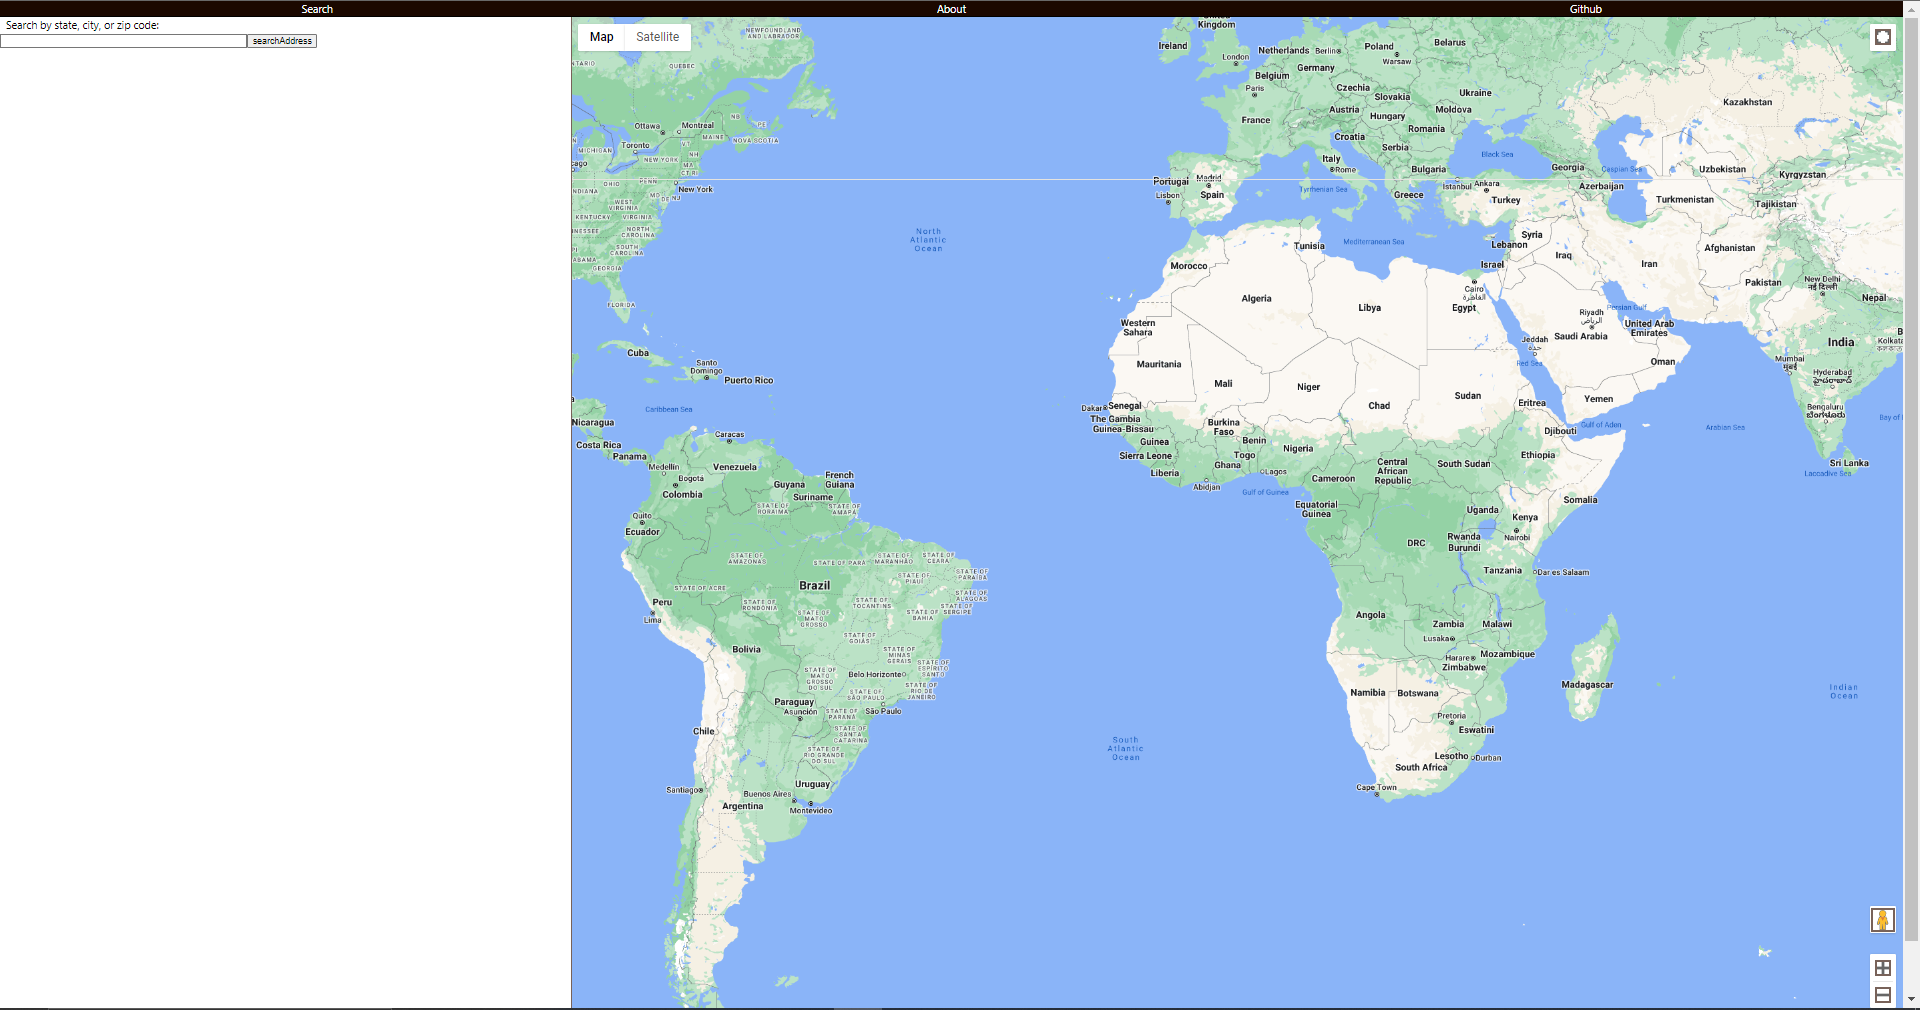 Search
About
Github
Search by state, city, or zip code:
searchAddress
Map
Satellite
NEWFOUNDLAND
AND LABRADOR
ONTARIO
QUEBEC
Ottawa
Montreal
Toronto
NB
PE
MAINE
NOVA SCOTIA
VT
NH
MICHIGAN
NEW YORK
MA
CT RI
PENN
OHIO
INDIANA
New York
MD
DE NJ
WEST
VIRGINIA
KENTUCKY
VIRGINIA
NORTH
CAROLINA
TENNESSEE
SOUTH
CAROLINA
ALABAMA
GEORGIA
FLORIDA
North
Atlantic
Ocean
Cuba
Santo
Domingo
Puerto Rico
Caribbean Sea
Nicaragua
Costa Rica
Panama
Caracas
Medellin
Venezuela
Bogotá
Colombia
Guyana
French
Guiana
Suriname
STATE OF
RORAIMA
STATE OF
AMAPÁ
Quito
Ecuador
STATE OF
AMAZONAS
STATE OF PARÁ
STATE OF
MARANHÃO
STATE OF
CEARÁ
STATE OF
PIAUÍ
STATE OF
PARAÍBA
STATE OF
ALAGOAS
STATE OF
SERGIPE
STATE OF ACRE
Brazil
STATE OF
RONDÔNIA
STATE OF
TOCANTINS
STATE OF
BAHIA
STATE OF
MATO
GROSSO
Peru
Lima
STATE OF
GOIÁS
Bolivia
STATE OF
MINAS
GERAIS
STATE OF
ESPÍRITO
SANTO
STATE OF
MATO
GROSSO
DO SUL
Belo Horizonte
STATE OF
RIO DE
JANEIRO
STATE OF
SÃO PAULO
Paraguay
Asunción
STATE OF
PARANÁ
São Paulo
STATE OF
SANTA
CATARINA
Chile
STATE OF
RIO GRANDE
DO SUL
Uruguay
Santiago
Buenos Aires
Montevideo
Argentina
South
Atlantic
Ocean
United
Kingdom
Ireland
London
Netherlands
Berlin
Poland
Warsaw
Belarus
Belgium
Germany
Paris
Czechia
Slovakia
Ukraine
Austria
Hungary
Moldova
France
Croatia
Romania
Serbia
Italy
Rome
Bulgaria
Black Sea
Georgia
Caspian Sea
Kazakhstan
Uzbekistan
Kyrgyzstan
Portugal
Madrid
Lisbon
Spain
Tyrrhenian Sea
Greece
Istanbul
Ankara
Turkey
Azerbaijan
Turkmenistan
Tajikistan
Tunisia
Mediterranean Sea
Syria
Lebanon
Iraq
Iran
Afghanistan
Morocco
Israel
Pakistan
New Delhi
नई दिल्ली
Nepal
Algeria
Libya
Cairo
القاهرة
Egypt
Persian Gulf
Riyadh
الرياض
Saudi Arabia
United Arab
Emirates
Western
Sahara
Jeddah
جدة
Red Sea
Oman
India
Kolkata
Mauritania
Mali
Niger
Chad
Sudan
Eritrea
Yemen
Mumbai
मुंबई
Hyderabad
హైదరాబాద్
Dakar
Senegal
The Gambia
Guinea-Bissau
Burkina
Faso
Benin
Guinea
Togo
Nigeria
Sierra Leone
Ghana
Lagos
Liberia
Abidjan
Gulf of Guinea
Cameroon
Central
African
Republic
South Sudan
Ethiopia
Djibouti
Gulf of Aden
Arabian Sea
Bengaluru
ಬೆಂಗಳೂರು
Bay of
Sri Lanka
Laccadive Sea
Equatorial
Guinea
Somalia
Uganda
Kenya
Nairobi
DRC
Rwanda
Burundi
Tanzania
Dar es Salaam
Angola
Zambia
Malawi
Lusaka
Harare
Mozambique
Zimbabwe
Namibia
Botswana
Madagascar
Pretoria
Eswatini
Lesotho
Durban
South Africa
Cape Town
Indian
Ocean